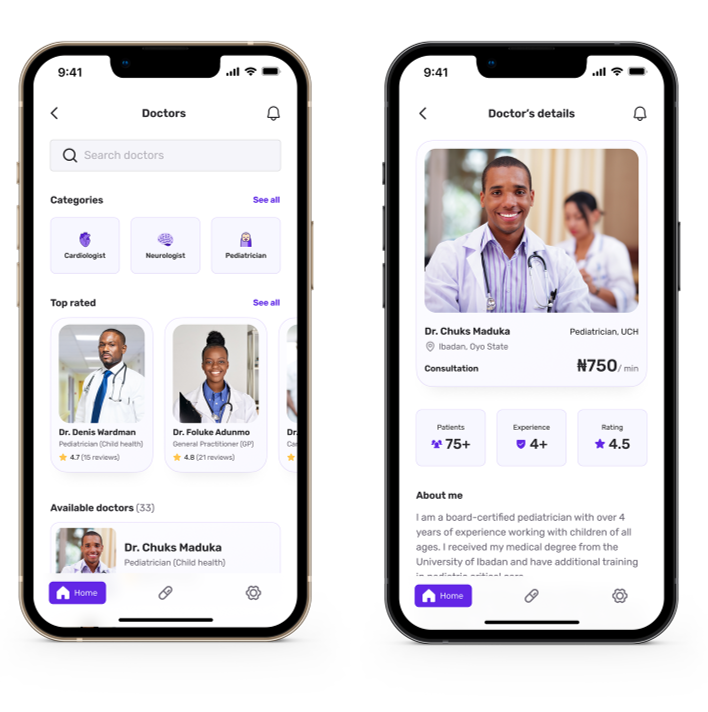 9:41
Doctors
Search doctors
Categories
See all
Cardiologist
Neurologist
Pediatrician
Top rated
See all
Dr. Denis Wardman
Pediatrician (Child health)
4.7 (15 reviews)
Dr. Foluke Adunmo
General Practitioner (GP)
4.8 (21 reviews)
Available doctors (33)
Dr. Chuks Maduka
Pediatrician (Child health)
Home
9:41
Doctor's details
Dr. Chuks Maduka
Pediatrician, UCH
Ibadan, Oyo State
Consultation
₦750/ min
Patients
75+
Experience
4+
Rating
4.5
About me
I am a board-certified pediatrician with over 4
years of experience working with children of all
ages. I received my medical degree from the
University of Ibadan and have additional training
in pediatric critical care
Home